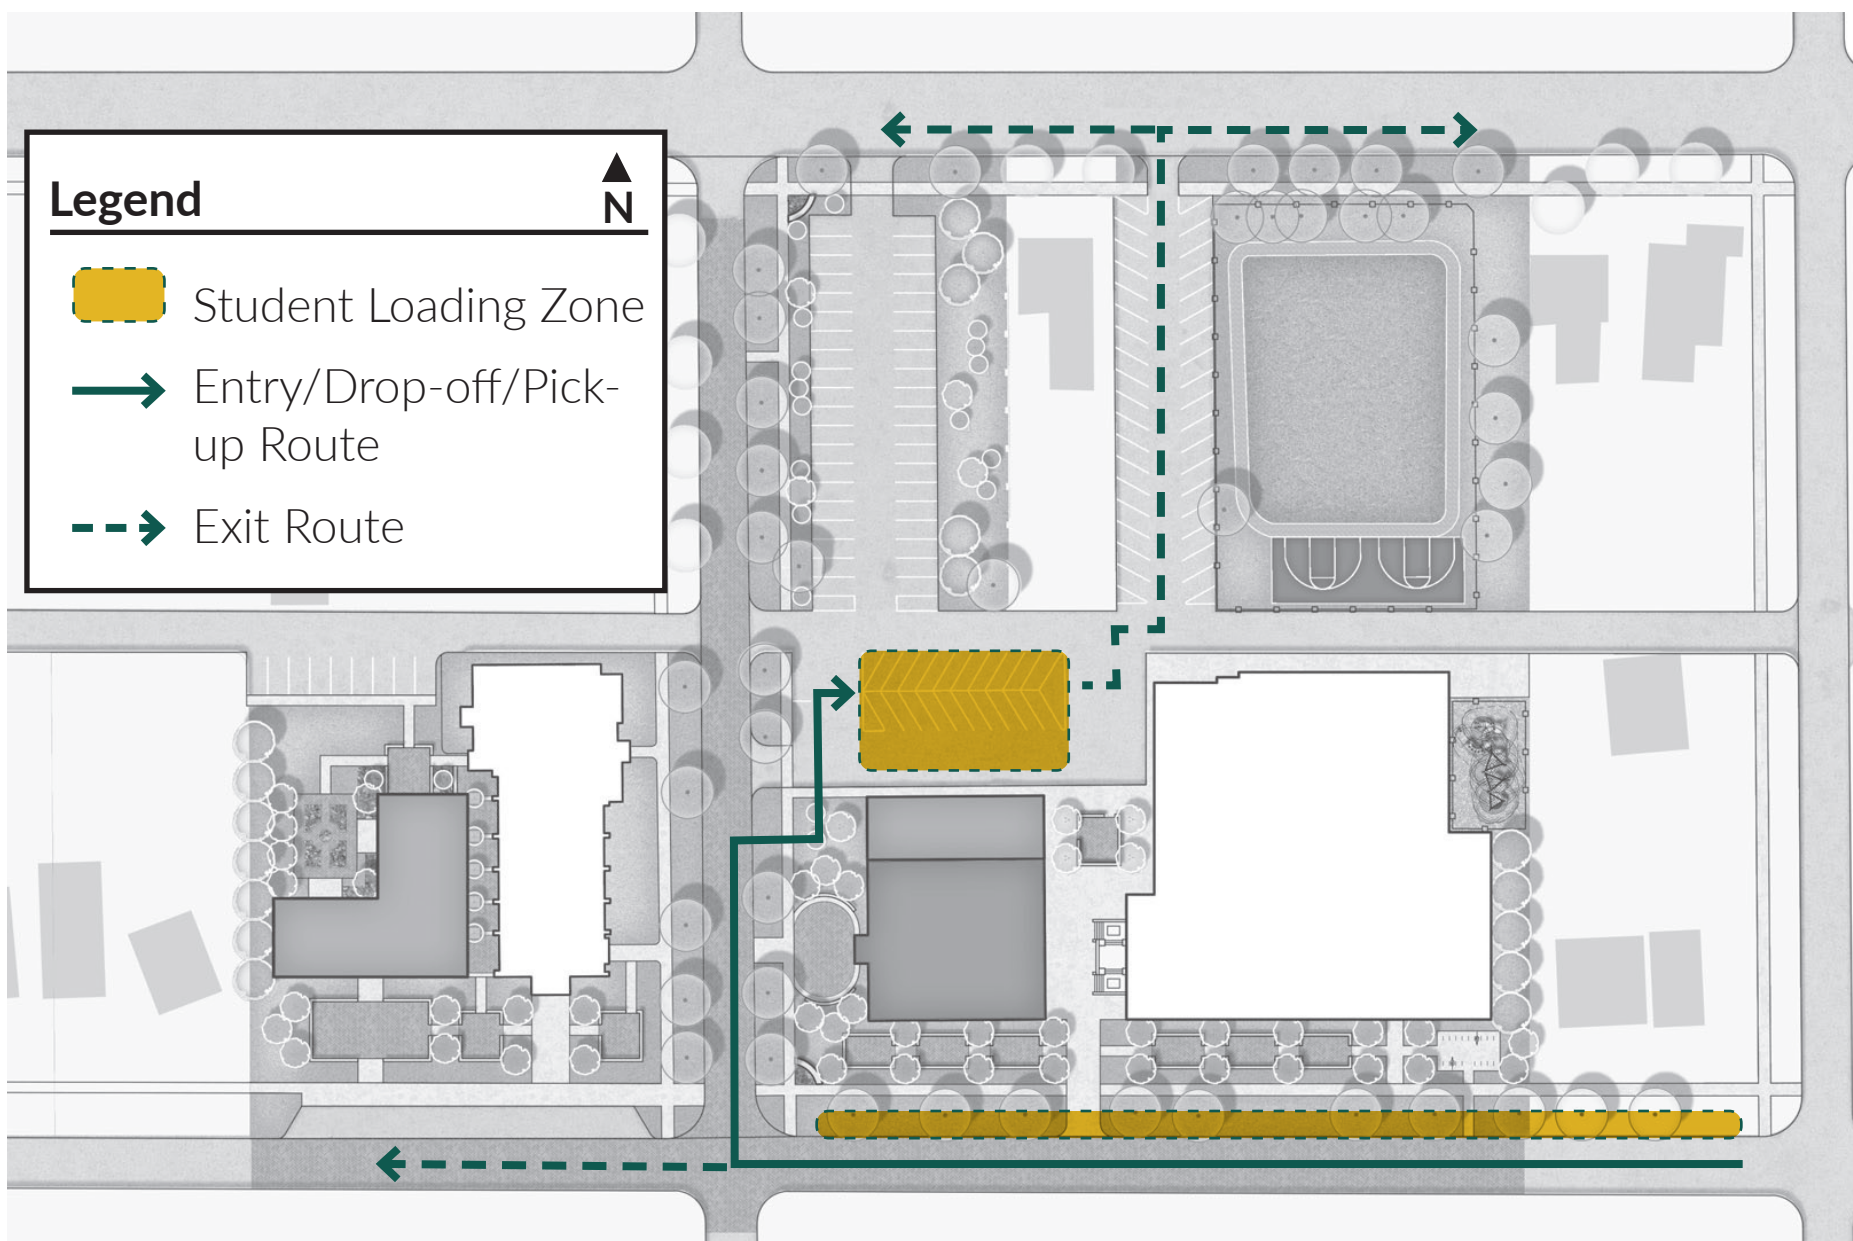 Legend
N
Student Loading Zone
Entry/Drop-off/Pick-
up Route
Exit Route